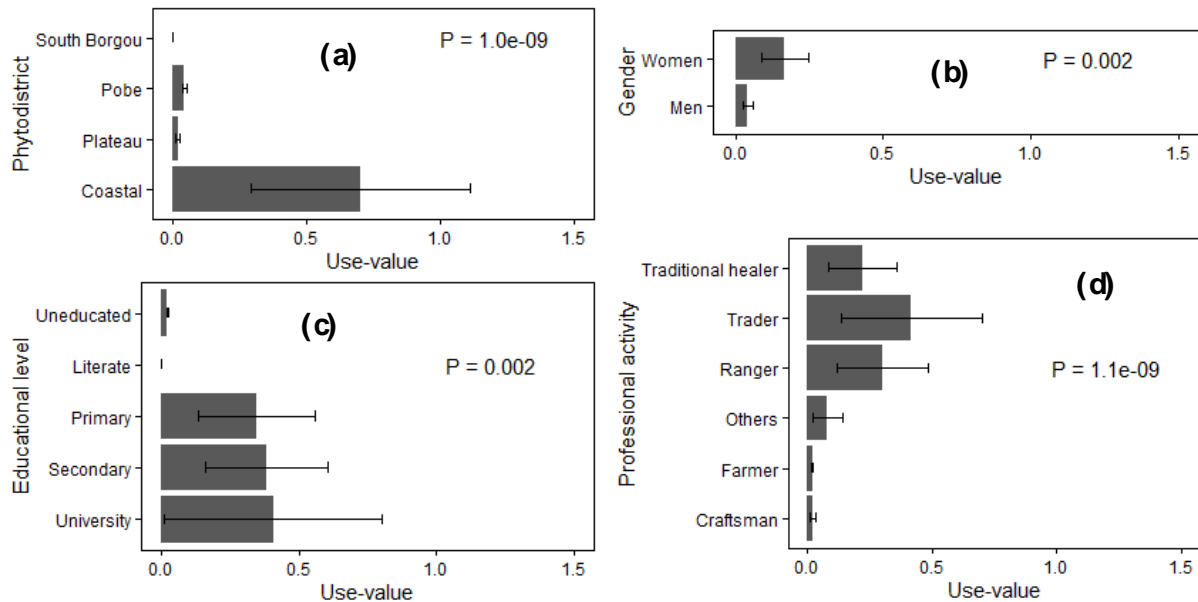 Phytodistrict
South Borgou
Pobe
Plateau
Coastal
(a)
P = 1.0e-09
0.0 0.5 1.0 1.5
Use-value
Gender
Women
Men
(b)
P = 0.002
0.0 0.5 1.0 1.5
Use-value
Educational level
Uneducated
Literate
Primary
Secondary
University
(c)
P = 0.002
0.0 0.5 1.0 1.5
Use-value
Professional activity
Traditional healer
Trader
Ranger
Others
Farmer
Craftsman
(d)
P = 1.1e-09
0.0 0.5 1.0 1.5
Use-value